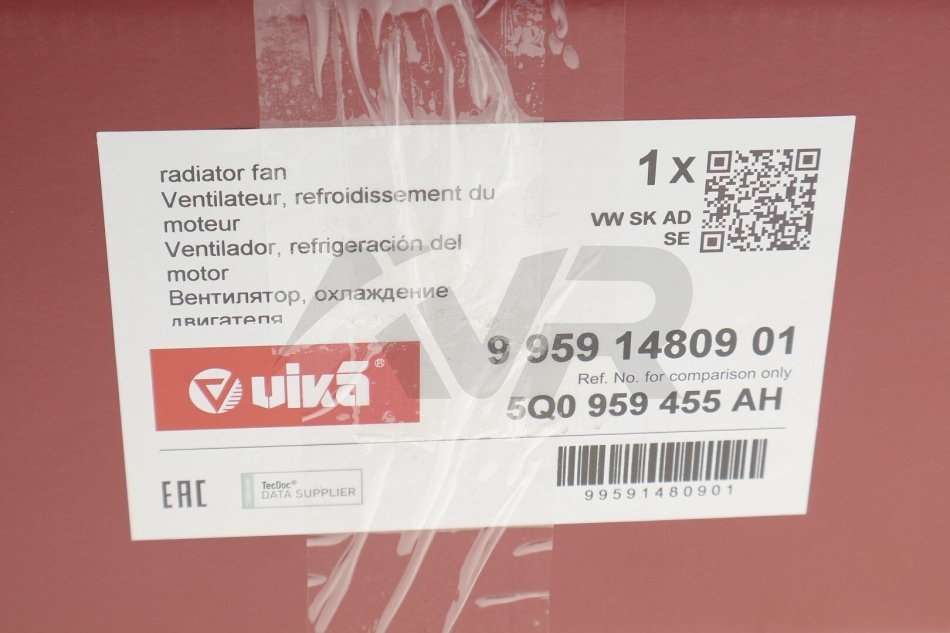 radiator fan
Ventilateur, refroidissement du
moteur
Ventilador, refrigeración del
motor
Вентилятор, охлаждение
двигателя
1 x
VW SK AD
SE
9 959 14809 01
Ref. No. for comparison only
5Q0 959 455 AH
vika®
EAC
TecDoc®
DATA SUPPLIER
99591480901
AVR